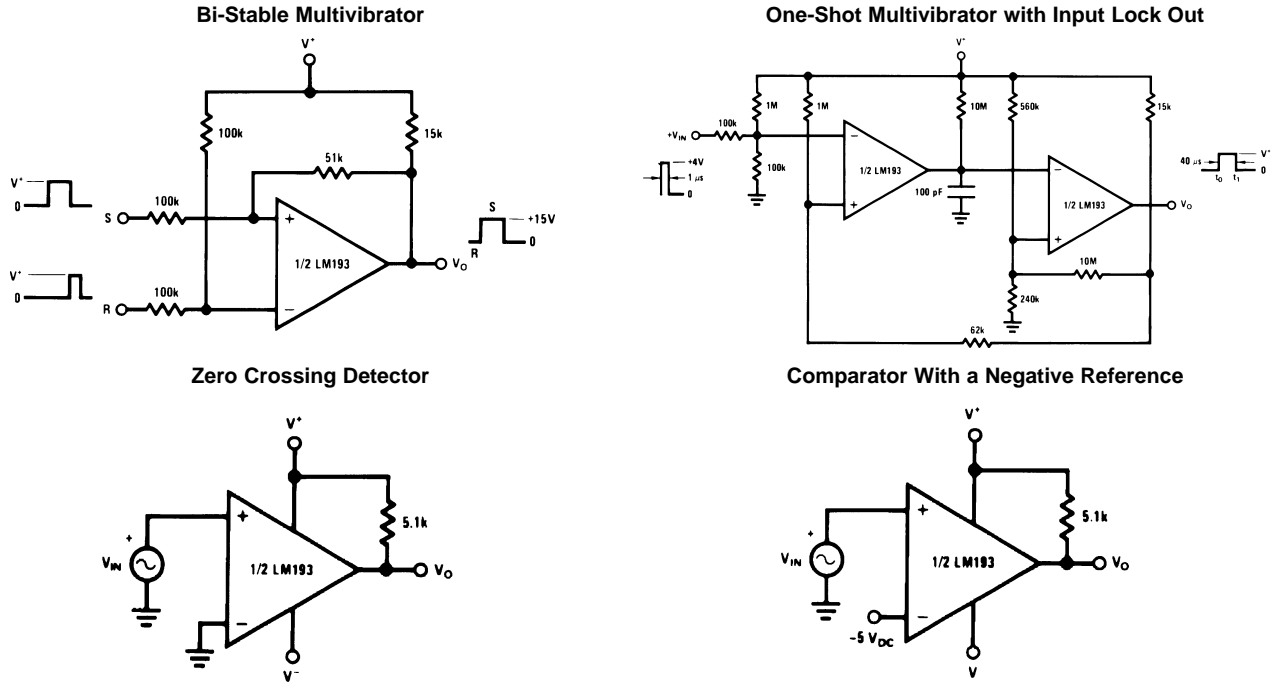 Bi-Stable Multivibrator
V+
100k
15k
51k
V+
0
100k
S
+
S
+15V
0
R
1/2 LM193
VO
V+
0
100k
R
−
One-Shot Multivibrator with Input Lock Out
V+
1M
1M
10M
560k
15k
100k
+VIN
−
+4V
1 μs
0
100k
1/2 LM193
100 pF
+
−
1/2 LM193
+
VO
40 μs
V+
0
t0
t1
10M
240k
62k
Zero Crossing Detector
V+
+
5.1k
+
VIN
1/2 LM193
VO
−
V−
Comparator With a Negative Reference
V+
+
5.1k
+
VIN
1/2 LM193
VO
−
−5 VDC
V